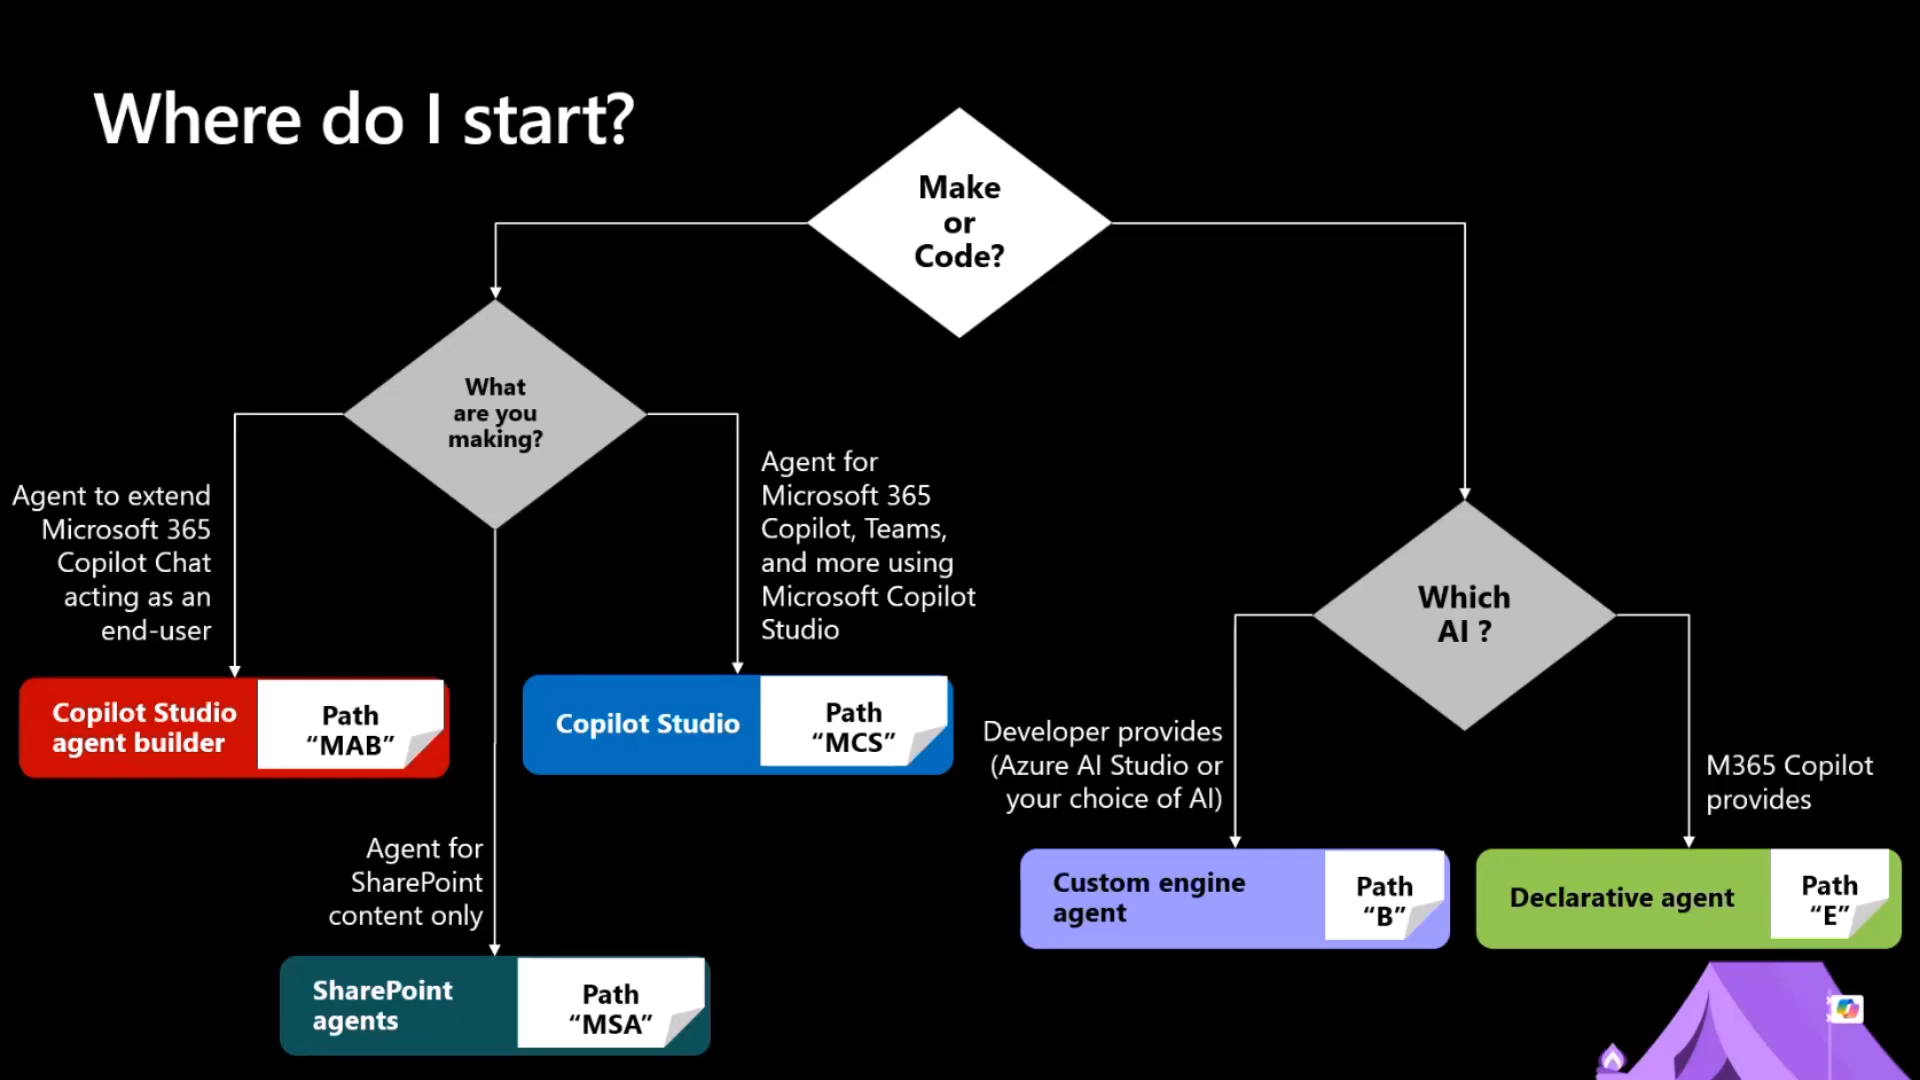 Where do I start?
Make
or
Code?
What
are you
making?
Agent to extend
Microsoft 365
Copilot Chat
acting as an
end-user
Agent for
Microsoft 365
Copilot, Teams,
and more using
Microsoft Copilot
Studio
Which
AI ?
Copilot Studio
agent builder
Path
“MAB”
Copilot Studio
Path
“MCS”
Developer provides
(Azure AI Studio or
your choice of AI)
M365 Copilot
provides
Agent for
SharePoint
content only
Custom engine
agent
Path
“B”
Declarative agent
Path
“E”
SharePoint
agents
Path
“MSA”